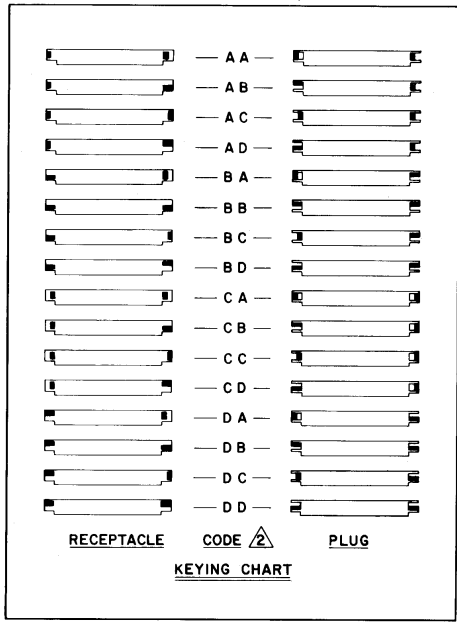 — A A —
— A B —
— A C —
— A D —
— B A —
— B B —
— B C —
— B D —
— C A —
— C B —
— C C —
— C D —
— D A —
— D B —
— D C —
— D D —
RECEPTACLE CODE 2 PLUG
KEYING CHART